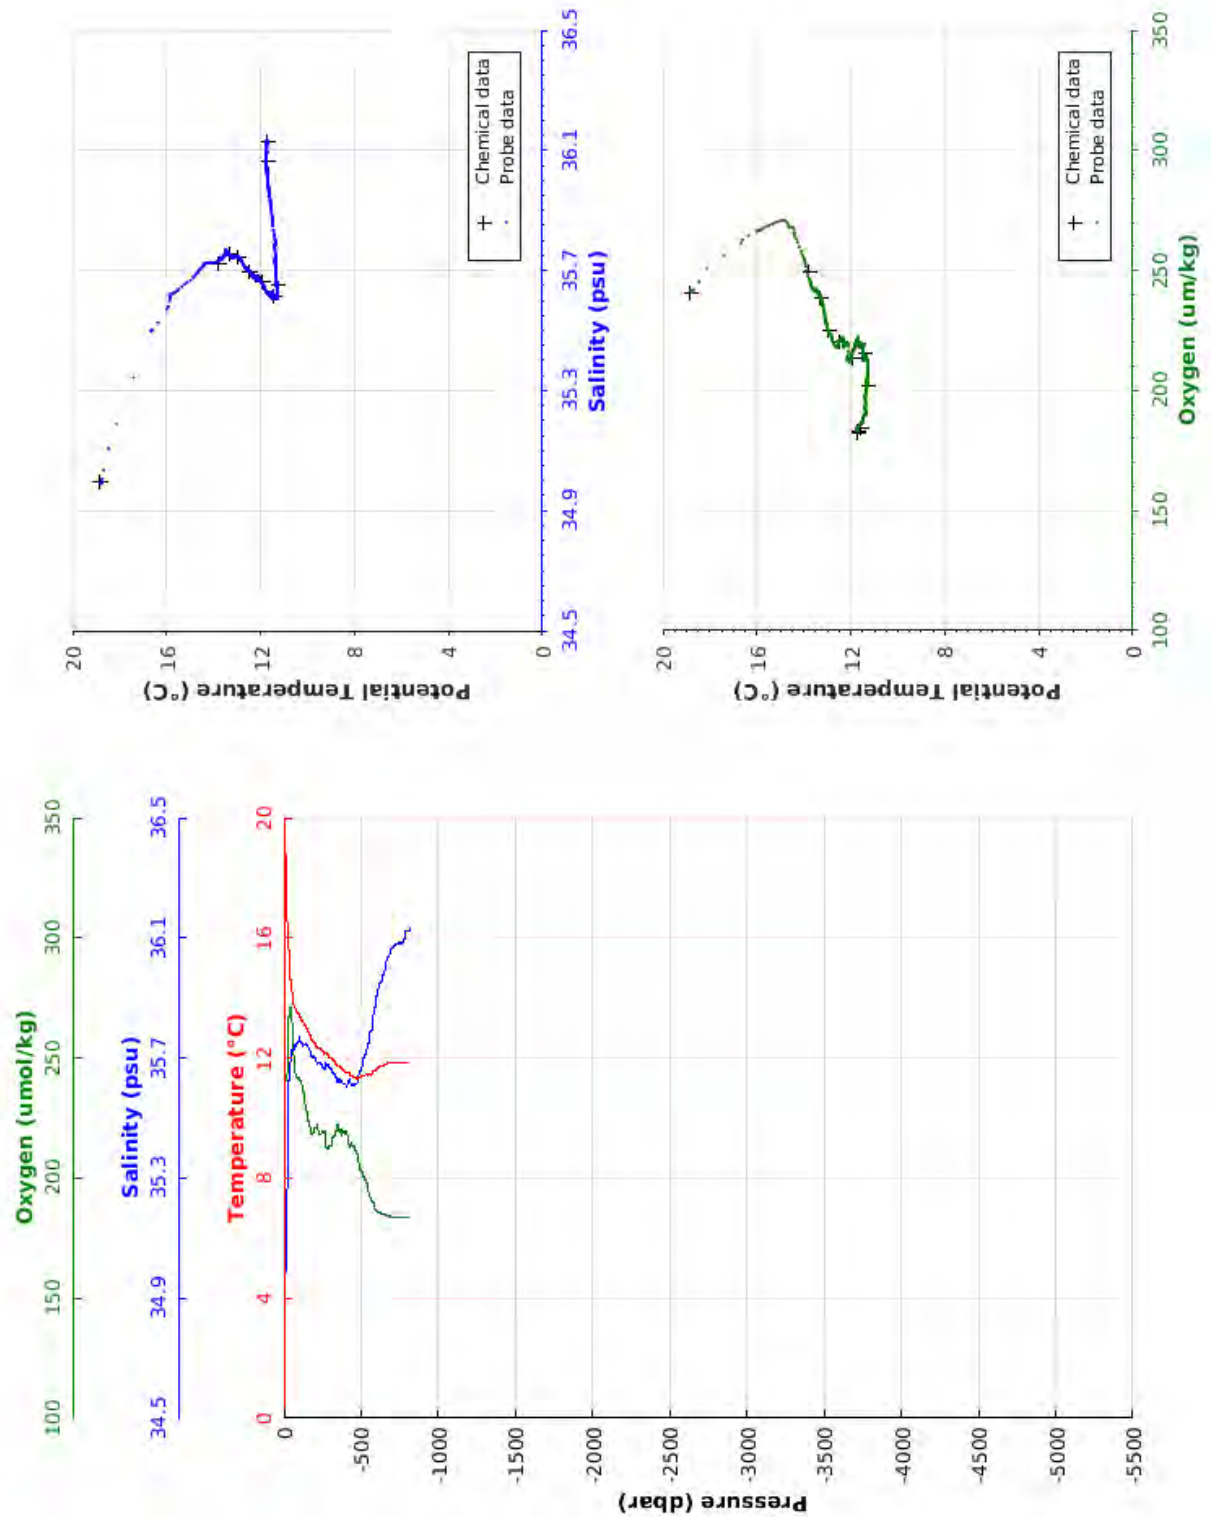 Oxygen (umol/kg)
100 150 200 250 300 350
Salinity (psu)
34.5 34.9 35.3 35.7 36.1 36.5
Temperature (°C)
0 4 8 12 16 20
Pressure (dbar)
0
-500
-1000
-1500
-2000
-2500
-3000
-3500
-4000
-4500
-5000
-5500
Potential Temperature (°C)
20
16
12
8
4
0
Chemical data
Probe data
34.5 34.9 35.3 35.7 36.1 36.5
Salinity (psu)
Potential Temperature (°C)
20
16
12
8
4
0
Chemical data
Probe data
100 150 200 250 300 350
Oxygen (um/kg)